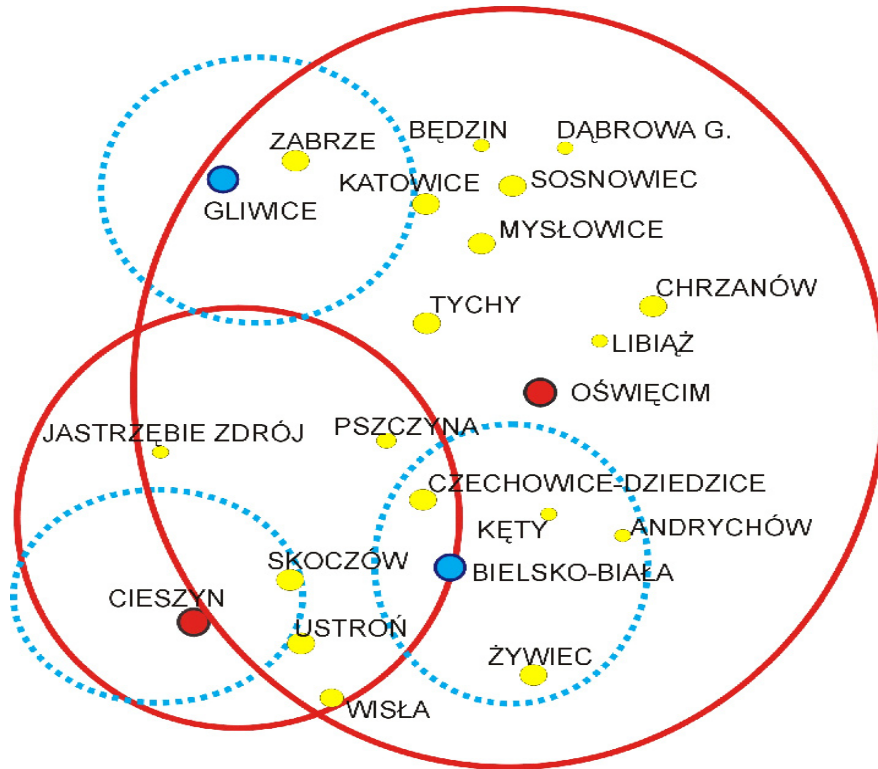 BĘDZIN
DĄBROWA G.
ZABRZE
KATOWICE
SOSNOWIEC
GLIWICE
MYSŁOWICE
CHRZANÓW
TYCHY
LIBIĄŻ
OŚWIĘCIM
JASTRZĘBIE ZDRÓJ
PSZCZYNA
CZECHOWICE-DZIEDZICE
KĘTY
ANDRYCHÓW
SKOCZÓW
BIELSKO-BIAŁA
CIESZYN
USTROŃ
ŻYWIEC
WISŁA